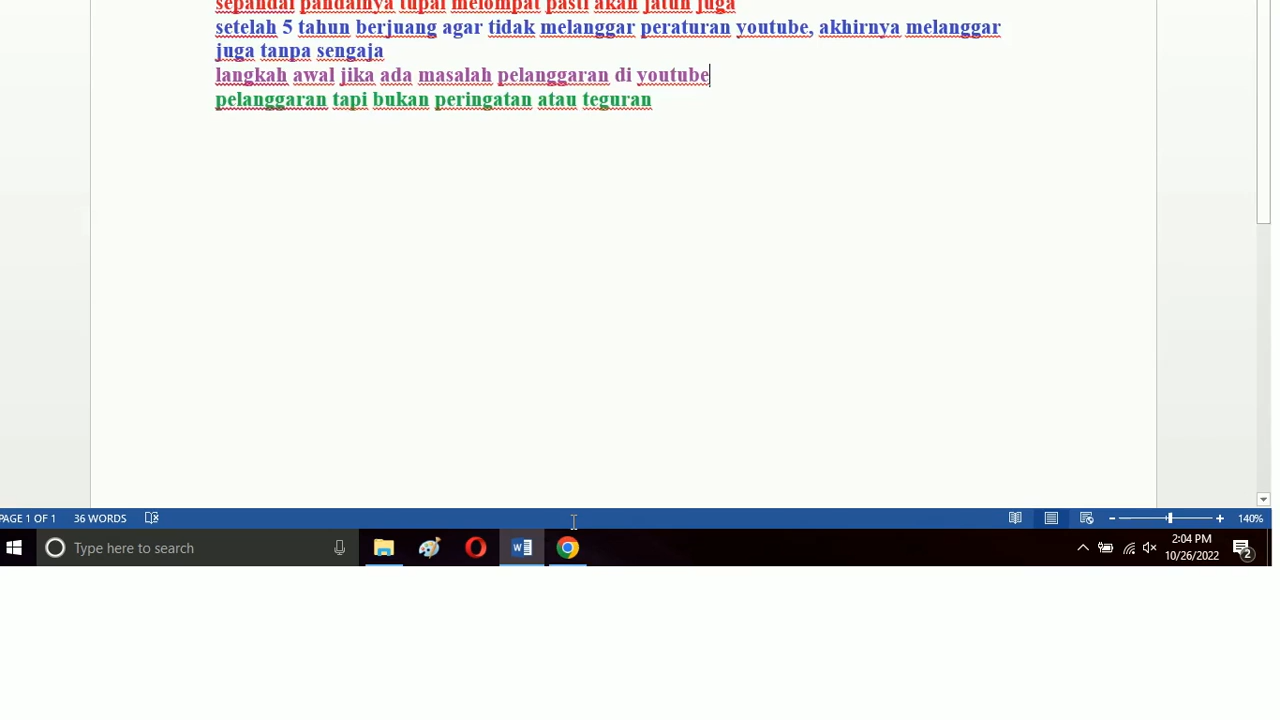 sepandai pandainya tupai melompat pasti akan jatuh juga
setelah 5 tahun berjuang agar tidak melanggar peraturan youtube, akhirnya melanggar
juga tanpa sengaja
langkah awal jika ada masalah pelanggaran di youtube
pelanggaran tapi bukan peringatan atau teguran
PAGE 1 OF 1 36 WORDS 140%
Type here to search 2:04 PM
10/26/2022 2